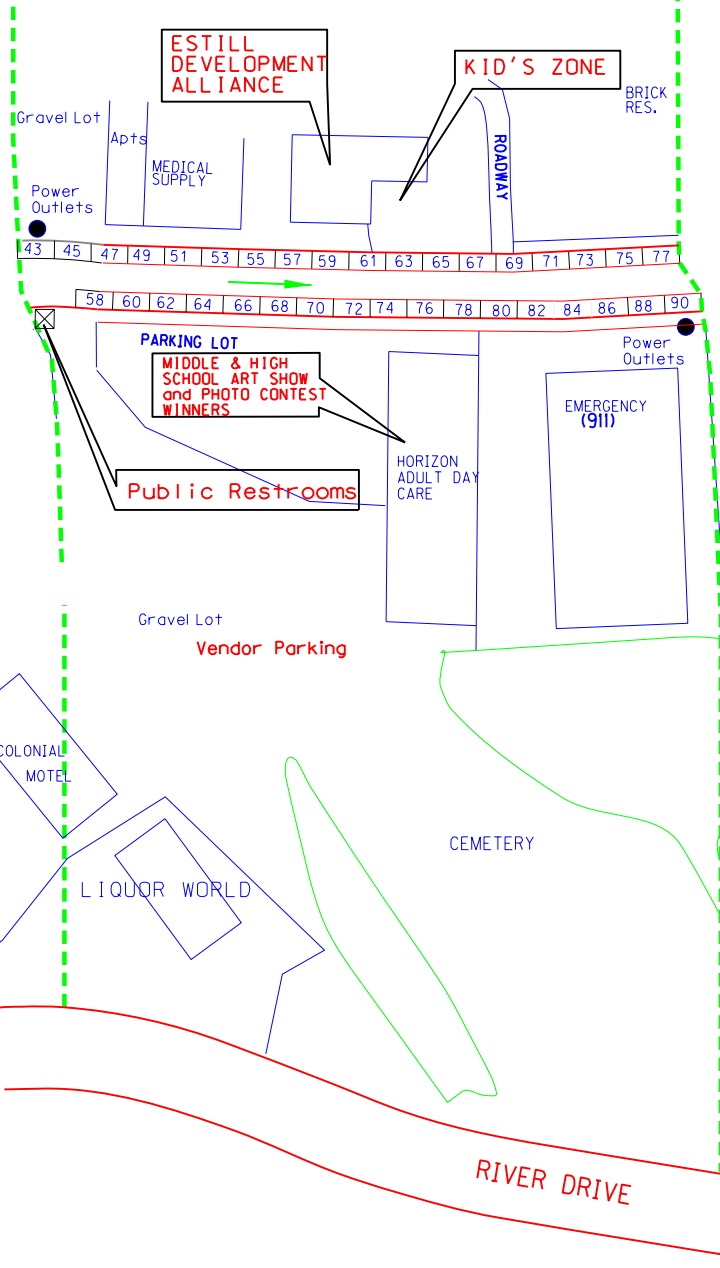 ESTILL
DEVELOPMENT
ALLIANCE
KID'S ZONE
BRICK
RES.
Gravel Lot
Apts
MEDICAL
SUPPLY
ROADWAY
Power
Outlets
43 45 47 49 51 53 55 57 59 61 63 65 67 69 71 73 75 77
58 60 62 64 66 68 70 72 74 76 78 80 82 84 86 88 90
PARKING LOT
Power
Outlets
MIDDLE & HIGH
SCHOOL ART SHOW
and PHOTO CONTEST
WINNERS
EMERGENCY
(911)
HORIZON
ADULT DAY
CARE
Public Restrooms
Gravel Lot
Vendor Parking
COLONIAL
MOTEL
CEMETERY
LIQUOR WORLD
RIVER DRIVE